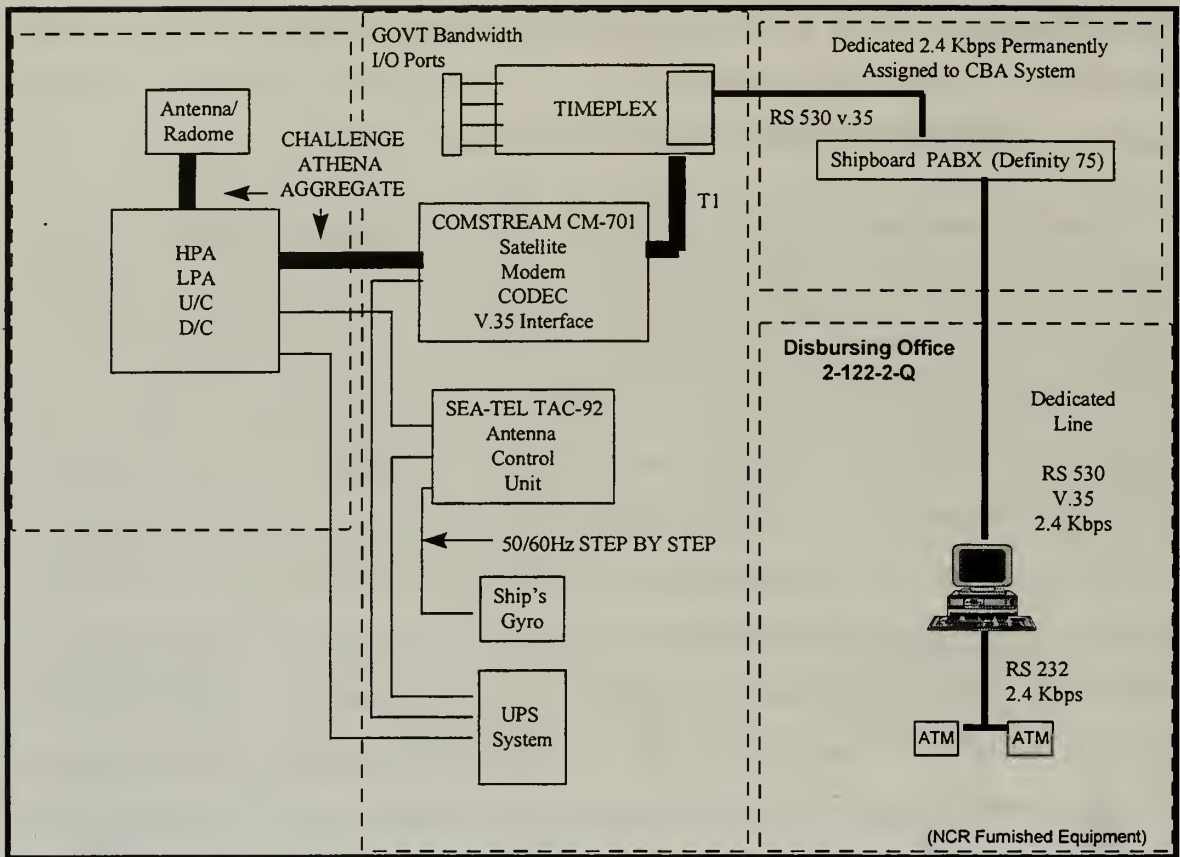 Antenna/
Radome
CHALLENGE
ATHENA
AGGREGATE
HPA
LPA
U/C
D/C
GOVT Bandwidth
I/O Ports
TIMEPLEX
T1
COMSTREAM CM-701
Satellite
Modem
CODEC
V.35 Interface
SEA-TEL TAC-92
Antenna
Control
Unit
50/60Hz STEP BY STEP
Ship's
Gyro
UPS
System
Dedicated 2.4 Kbps Permanently
Assigned to CBA System
RS 530 v.35
Shipboard PABX (Definity 75)
Disbursing Office
2-122-2-Q
Dedicated
Line
RS 530
V.35
2.4 Kbps
RS 232
2.4 Kbps
ATM
ATM
(NCR Furnished Equipment)